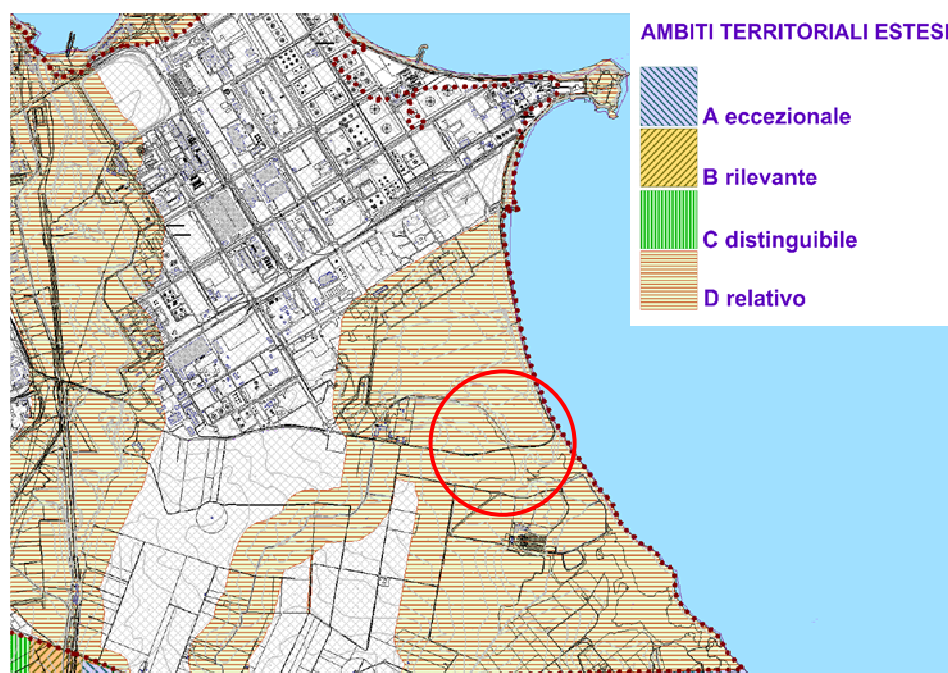 AMBITI TERRITORIALI ESTESI
A eccezionale
B rilevante
C distinguibile
D relativo